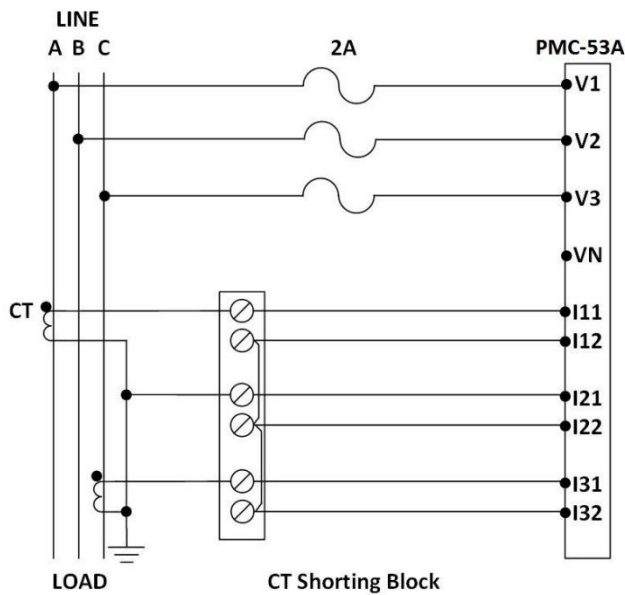 LINE
A B C
2A
PMC-53A
V1
V2
V3
VN
CT
I11
I12
I21
I22
I31
I32
LOAD
CT Shorting Block